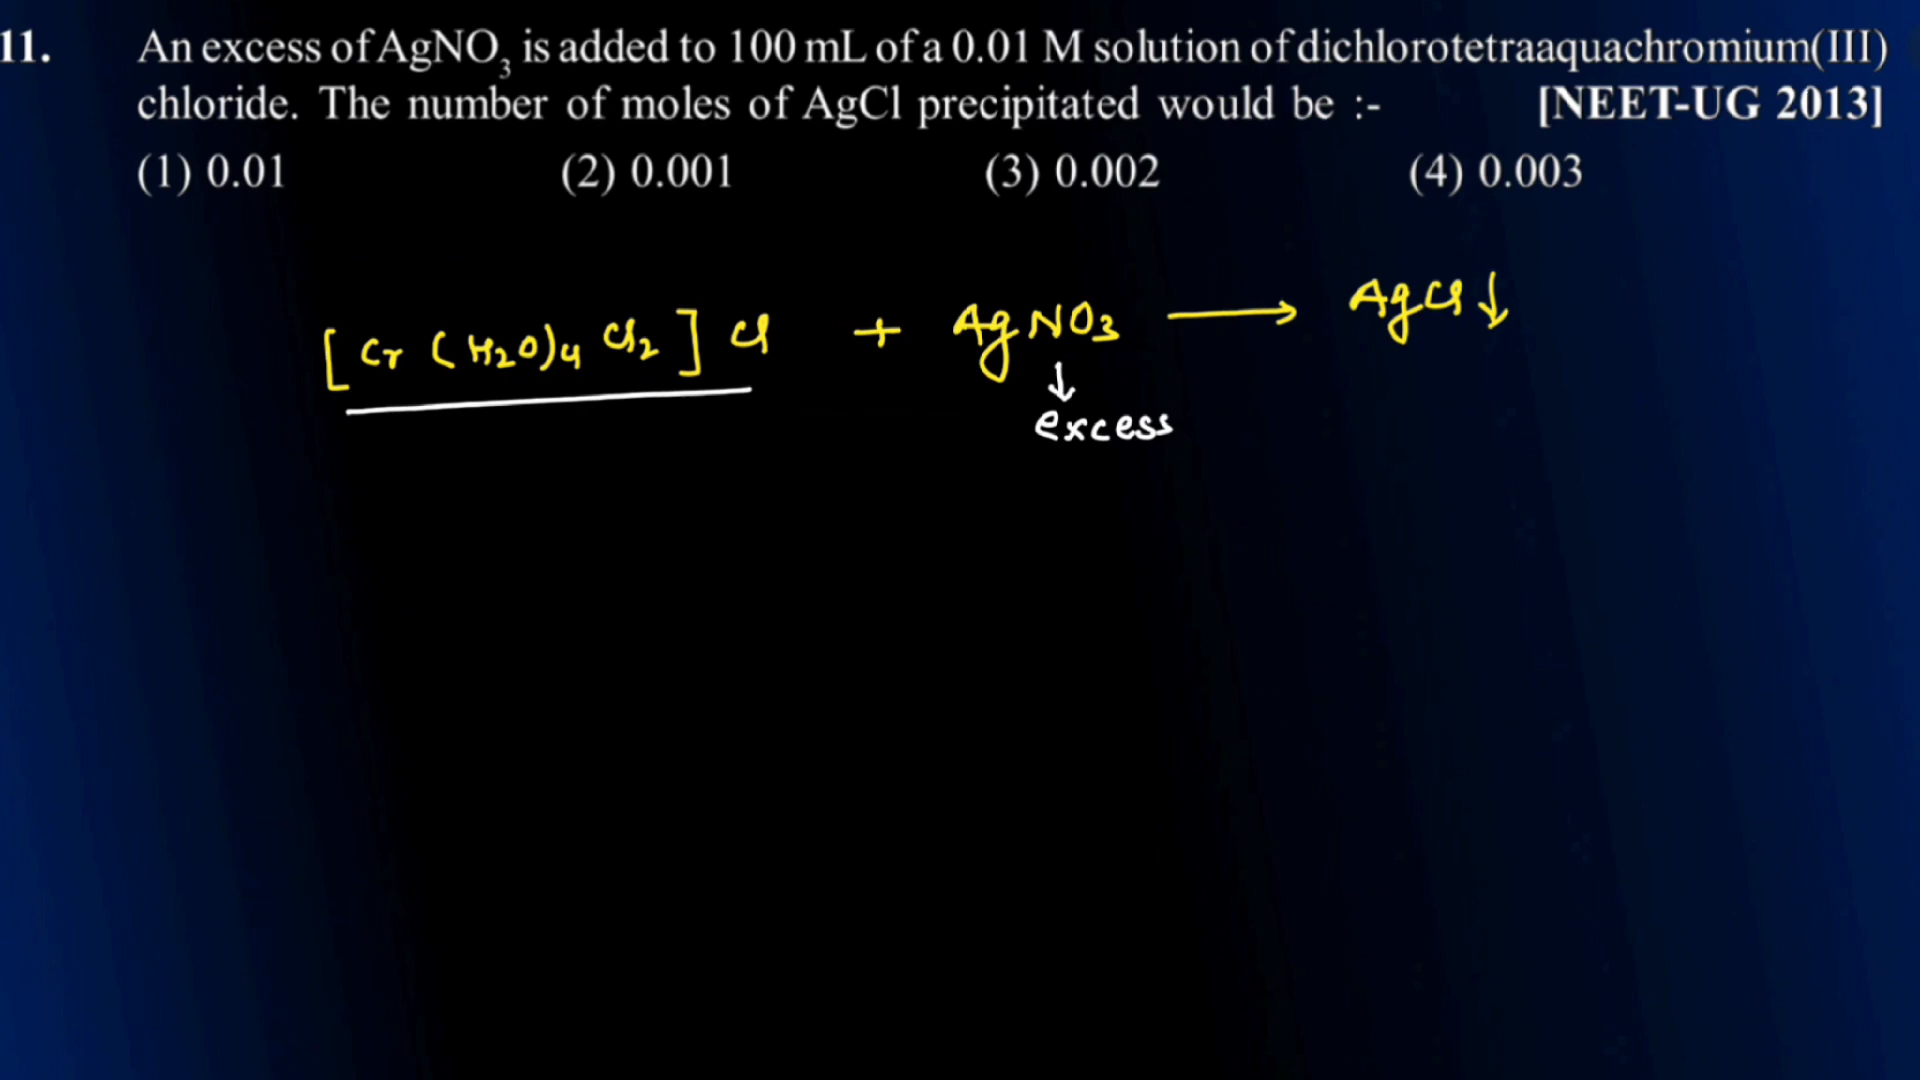 11. An excess of AgNO₃ is added to 100 mL of a 0.01 M solution of dichlorotetraaquachromium(III)
chloride. The number of moles of AgCl precipitated would be :- [NEET-UG 2013]
(1) 0.01 (2) 0.001 (3) 0.002 (4) 0.003
[Cr(H₂O)₄Cl₂]Cl + AgNO₃ ⟶ AgCl↓
↓
excess